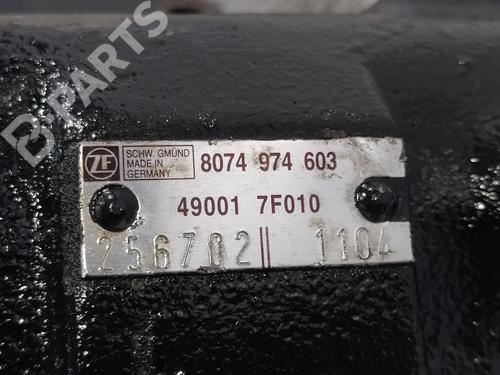 B-PARTS
ZF
SCHW. GMÜND
MADE IN
GERMANY
8074 974 603
49001 7F010
256702 1104